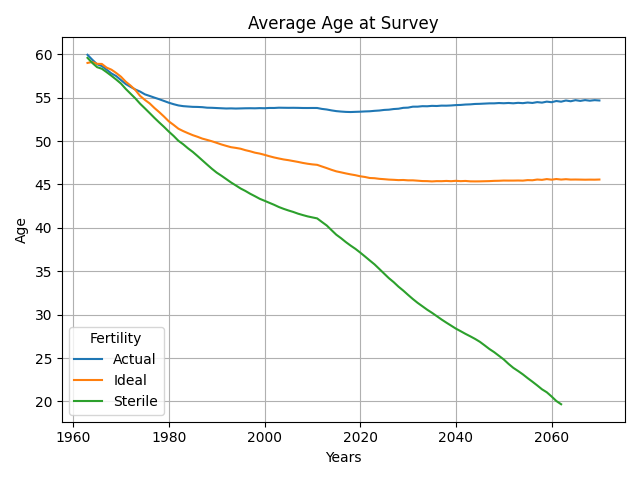 Average Age at Survey
Age
60
55
50
45
40
35
30
25
20
Fertility
Actual
Ideal
Sterile
1960 1980 2000 2020 2040 2060
Years